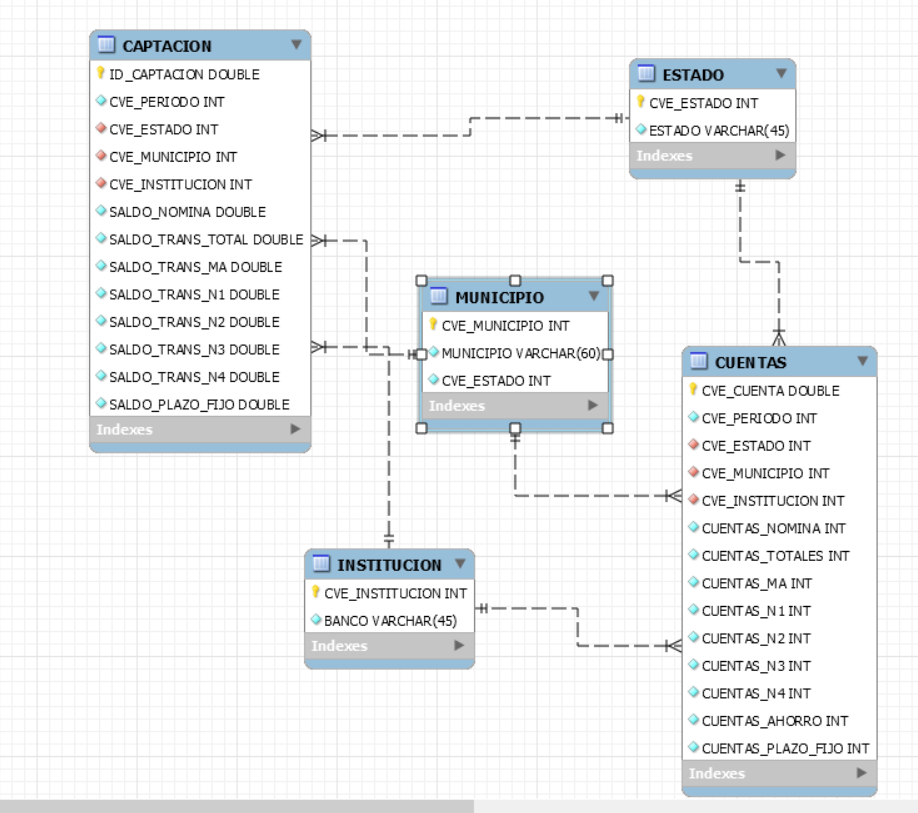 CAPTACION
ID_CAPTACION DOUBLE
CVE_PERIODO INT
CVE_ESTADO INT
CVE_MUNICIPIO INT
CVE_INSTITUCION INT
SALDO_NOMINA DOUBLE
SALDO_TRANS_TOTAL DOUBLE
SALDO_TRANS_MA DOUBLE
SALDO_TRANS_N1 DOUBLE
SALDO_TRANS_N2 DOUBLE
SALDO_TRANS_N3 DOUBLE
SALDO_TRANS_N4 DOUBLE
SALDO_PLAZO_FIJO DOUBLE
Indexes
ESTADO
CVE_ESTADO INT
ESTADO VARCHAR(45)
Indexes
MUNICIPIO
CVE_MUNICIPIO INT
MUNICIPIO VARCHAR(60)
CVE_ESTADO INT
Indexes
INSTITUCION
CVE_INSTITUCION INT
BANCO VARCHAR(45)
Indexes
CUENTAS
CVE_CUENTA DOUBLE
CVE_PERIODO INT
CVE_ESTADO INT
CVE_MUNICIPIO INT
CVE_INSTITUCION INT
CUENTAS_NOMINA INT
CUENTAS_TOTALES INT
CUENTAS_MA INT
CUENTAS_N1 INT
CUENTAS_N2 INT
CUENTAS_N3 INT
CUENTAS_N4 INT
CUENTAS_AHORRO INT
CUENTAS_PLAZO_FIJO INT
Indexes